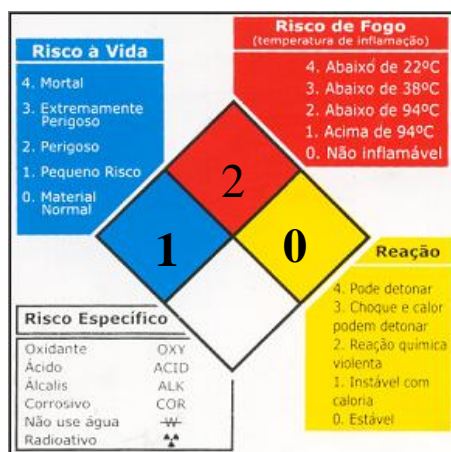 Risco à Vida
4. Mortal
3. Extremamente
Perigoso
2. Perigoso
1. Pequeno Risco
0. Material
Normal
Risco de Fogo
(temperatura de inflamação)
4. Abaixo de 22ºC
3. Abaixo de 38ºC
2. Abaixo de 94ºC
1. Acima de 94ºC
0. Não inflamável
2
1
0
Reação
4. Pode detonar
3. Choque e calor
podem detonar
2. Reação quimica
violenta
1. Instável com
caloria
0. Estável
Risco Específico
Oxidante OXY
Ácido ACID
Álcalis ALK
Corrosivo COR
Não use água W
Radioativo